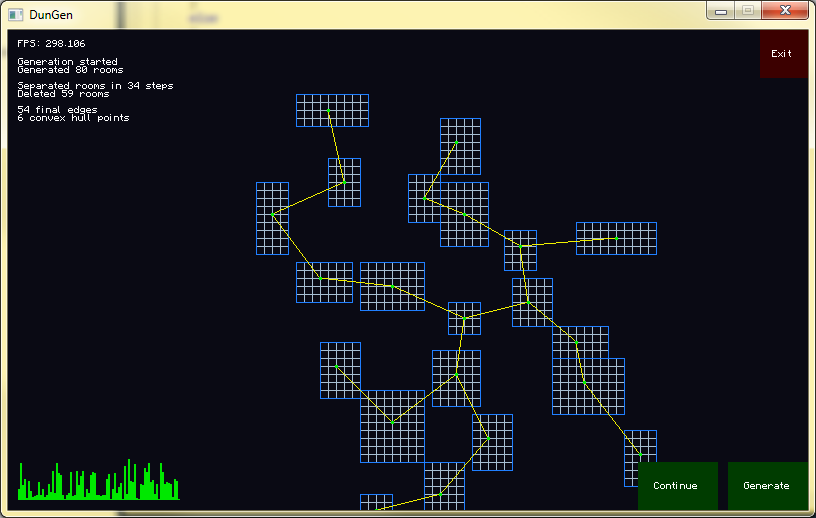 DunGen
FPS: 298.106
Exit
Generation started
Generated 80 rooms
Separated rooms in 34 steps
Deleted 59 rooms
54 final edges
6 convex hull points
Continue
Generate